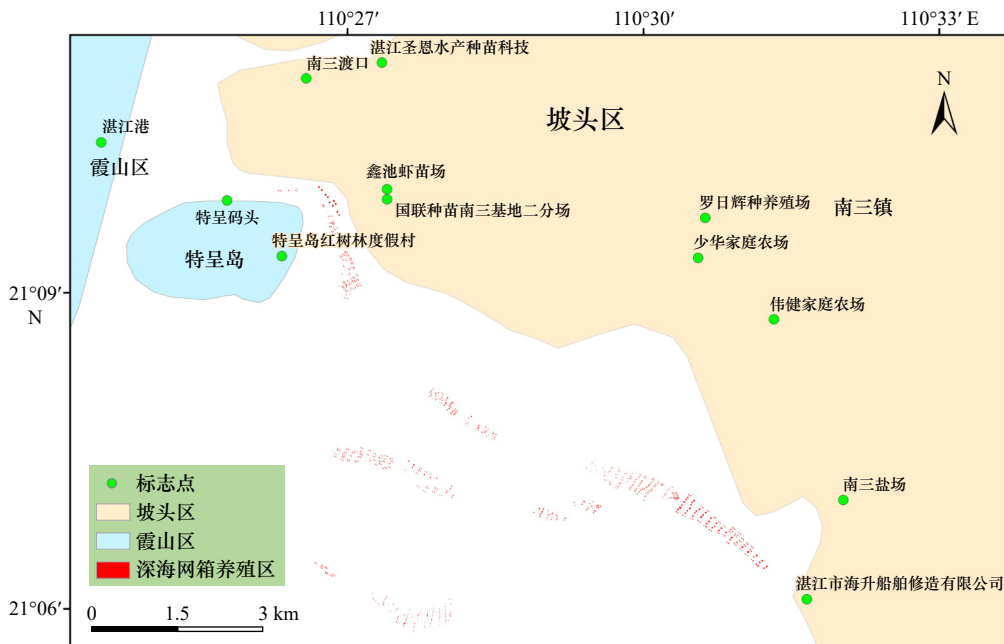 110°27′
110°30′
110°33′ E
湛江圣恩水产种苗科技
南三渡口
N
坡头区
湛江港
霞山区
鑫池虾苗场
国联种苗南三基地二分场
罗日辉种养殖场
南三镇
特呈码头
特呈岛红树林度假村
少华家庭农场
特呈岛
21°09′
N
伟健家庭农场
标志点
南三盐场
坡头区
霞山区
深海网箱养殖区
湛江市海升船舶修造有限公司
21°06′
0 1.5 3 km